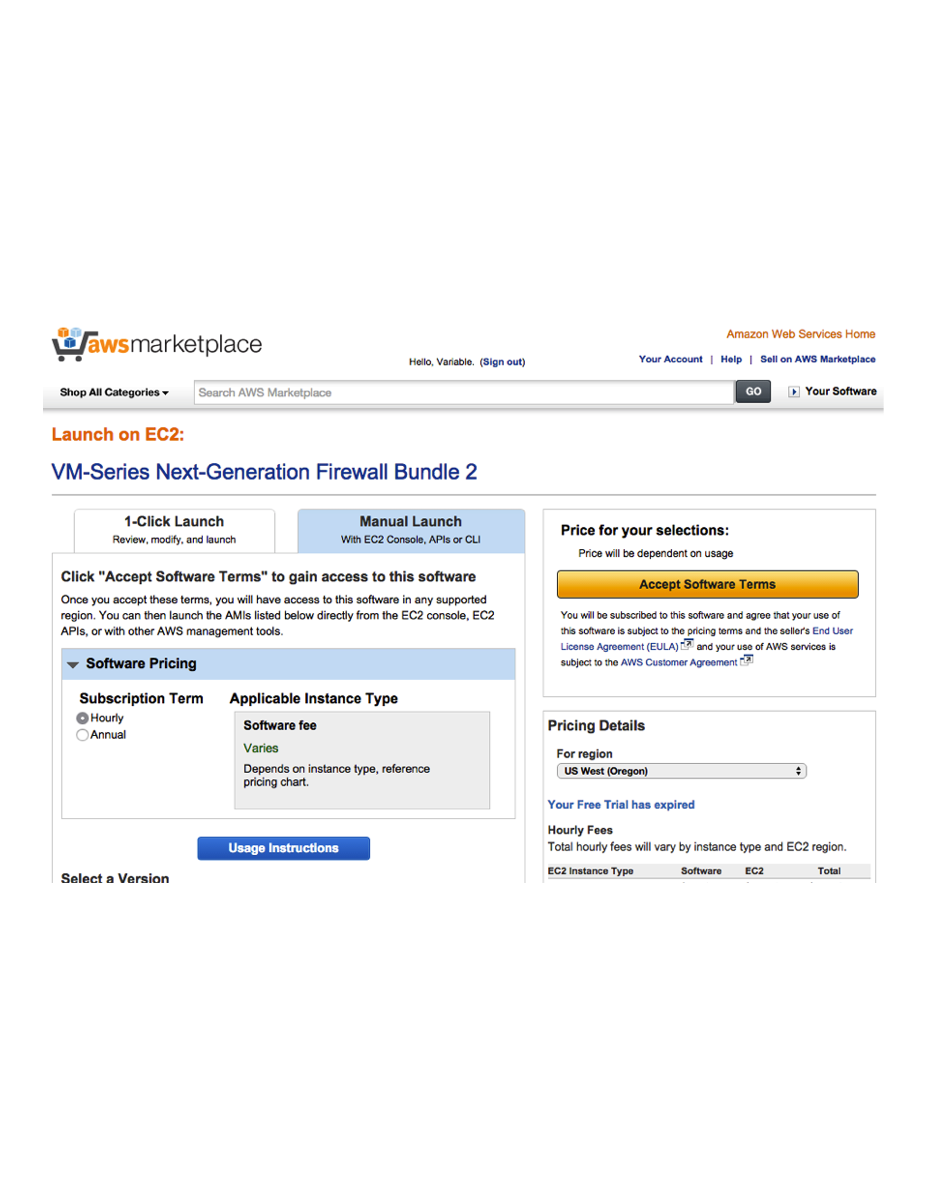 awsmarketplace
Amazon Web Services Home
Hello, Variable. (Sign out)
Your Account | Help | Sell on AWS Marketplace
Shop All Categories
Search AWS Marketplace
GO
Your Software
Launch on EC2:
VM-Series Next-Generation Firewall Bundle 2
1-Click Launch
Review, modify, and launch
Manual Launch
With EC2 Console, APIs or CLI
Click "Accept Software Terms" to gain access to this software
Once you accept these terms, you will have access to this software in any supported
region. You can then launch the AMIs listed below directly from the EC2 console, EC2
APIs, or with other AWS management tools.
Software Pricing
Subscription Term
Hourly
Annual
Applicable Instance Type
Software fee
Varies
Depends on instance type, reference
pricing chart.
Usage Instructions
Select a Version
Price for your selections:
Price will be dependent on usage
Accept Software Terms
You will be subscribed to this software and agree that your use of
this software is subject to the pricing terms and the seller's End User
License Agreement (EULA) and your use of AWS services is
subject to the AWS Customer Agreement
Pricing Details
For region
US West (Oregon)
Your Free Trial has expired
Hourly Fees
Total hourly fees will vary by instance type and EC2 region.
EC2 Instance Type Software EC2 Total